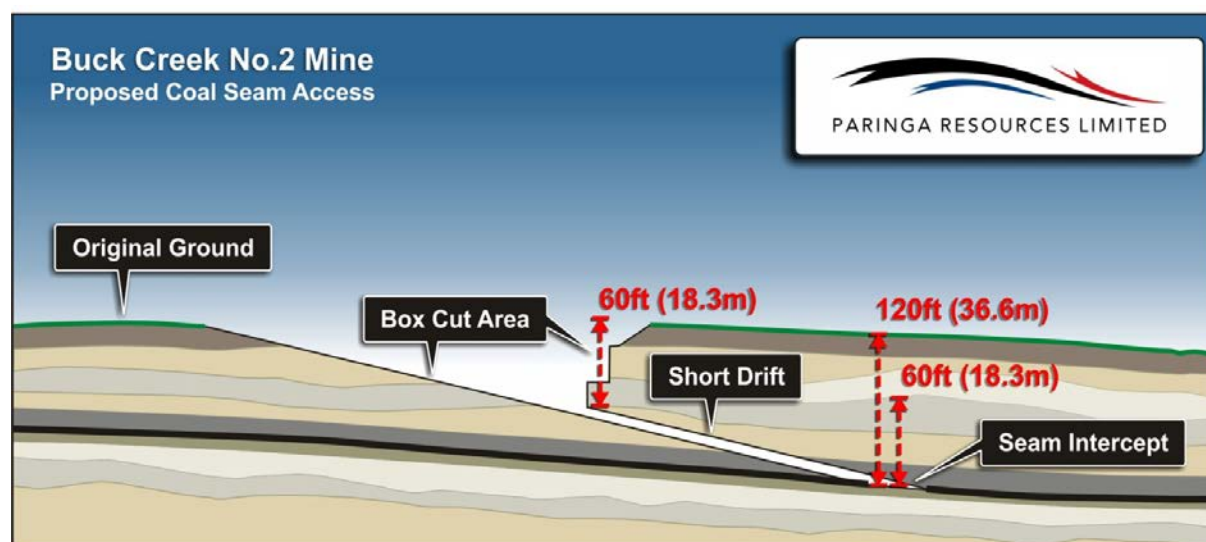 Buck Creek No.2 Mine
Proposed Coal Seam Access
PARINGA RESOURCES LIMITED
Original Ground
Box Cut Area
60ft (18.3m)
120ft (36.6m)
Short Drift
60ft (18.3m)
Seam Intercept